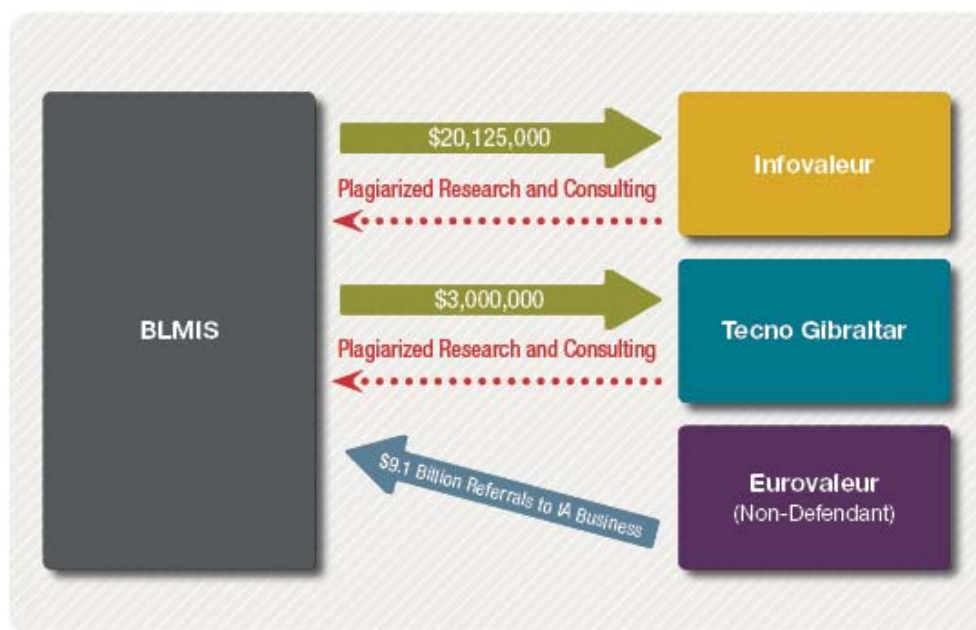 BLMIS
$20,125,000
Plagiarized Research and Consulting
Infovaleur
$3,000,000
Plagiarized Research and Consulting
Tecno Gibraltar
$9.1 Billion Referrals to IA Business
Eurovaleur
(Non-Defendant)